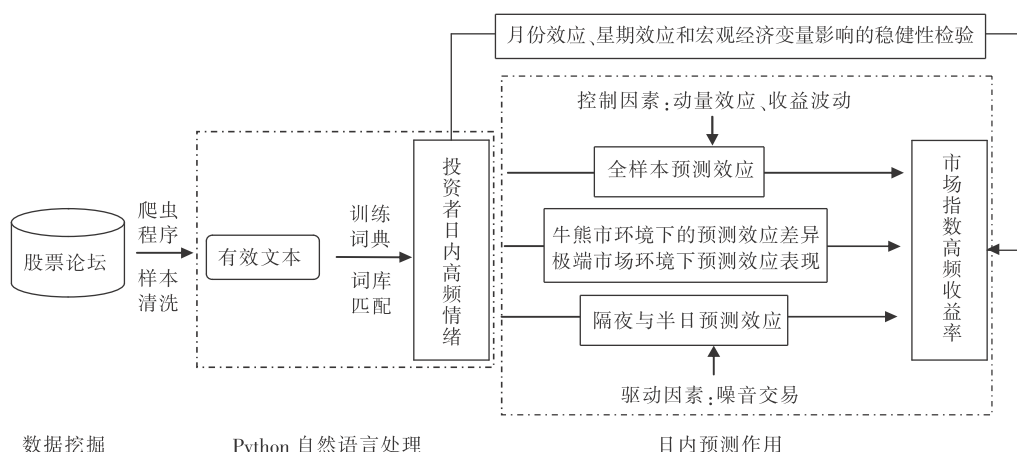 月份效应、星期效应和宏观经济变量影响的稳健性检验
控制因素:动量效应、收益波动
全样本预测效应
股票论坛
爬虫
程序
样本
清洗
有效文本
训练
词典
词库
匹配
投资者日内高频情绪
牛熊市环境下的预测效应差异
极端市场环境下预测效应表现
隔夜与半日预测效应
驱动因素:噪音交易
市场指数高频收益率
数据挖掘
Python 自然语言处理
日内预测作用